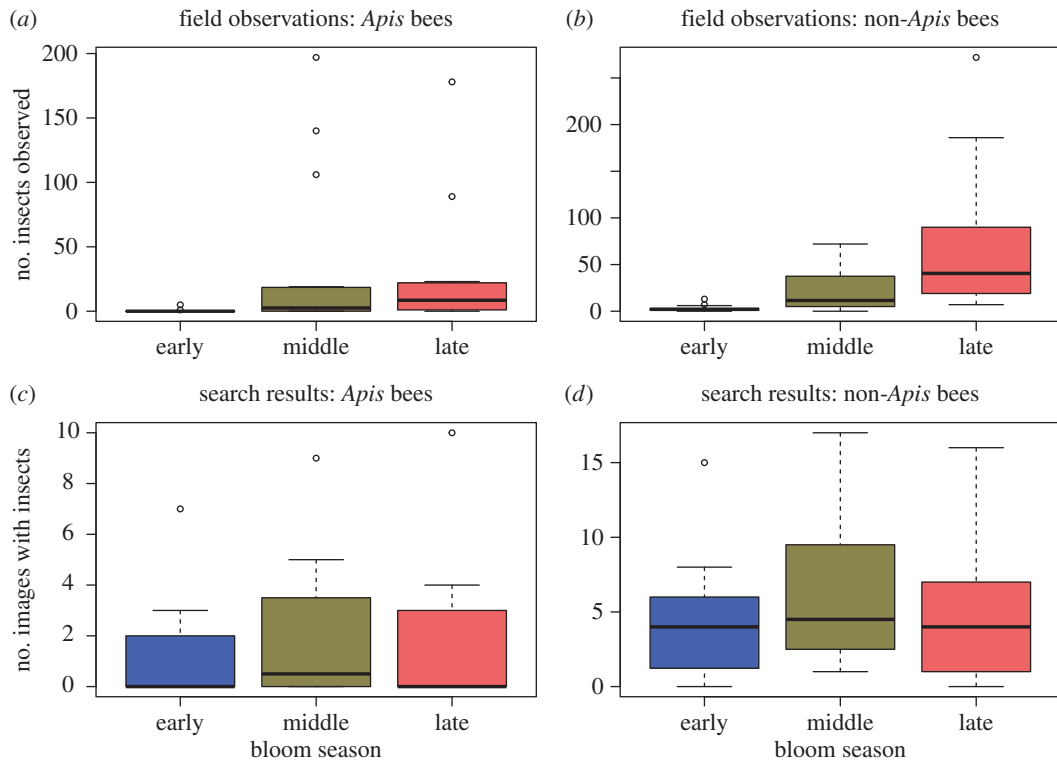 (a) field observations: Apis bees
no. insects observed
200
150
100
50
0
early middle late
(b) field observations: non-Apis bees
200
100
50
0
early middle late
(c) search results: Apis bees
no. images with insects
10
8
6
4
2
0
early middle late
bloom season
(d) search results: non-Apis bees
15
10
5
0
early middle late
bloom season